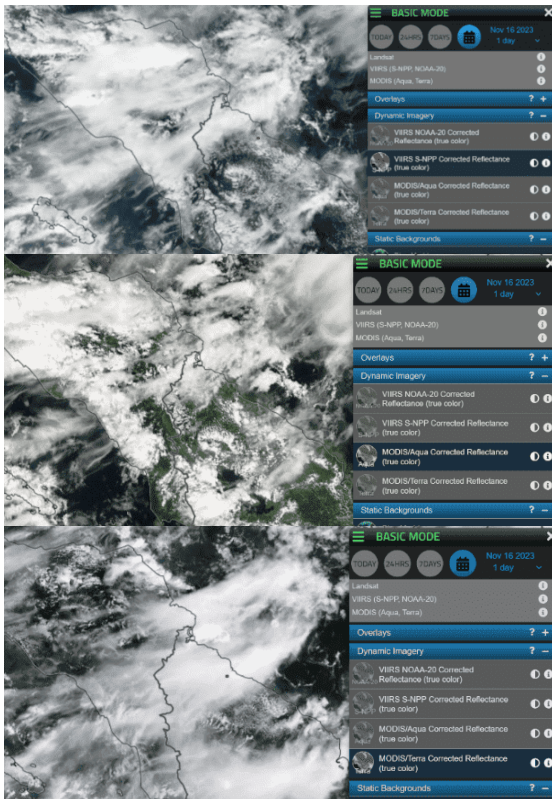 BASIC MODE
TODAY 24HRS 7DAYS Nov 16 2023
1 day
Landsat
VIIRS (S-NPP, NOAA-20)
MODIS (Aqua, Terra)
Overlays ? +
Dynamic Imagery ? −
VIIRS NOAA-20 Corrected
Reflectance (true color)
VIIRS S-NPP Corrected Reflectance
(true color)
MODIS/Aqua Corrected Reflectance
(true color)
MODIS/Terra Corrected Reflectance
(true color)
Static Backgrounds ? −
BASIC MODE
TODAY 24HRS 7DAYS Nov 16 2023
1 day
Landsat
VIIRS (S-NPP, NOAA-20)
MODIS (Aqua, Terra)
Overlays ? +
Dynamic Imagery ? −
VIIRS NOAA-20 Corrected
Reflectance (true color)
VIIRS S-NPP Corrected Reflectance
(true color)
MODIS/Aqua Corrected Reflectance
Aqua (true color)
MODIS/Terra Corrected Reflectance
Terra (true color)
Static Backgrounds ? −
BASIC MODE
TODAY 24HRS 7DAYS Nov 16 2023
1 day
Landsat
VIIRS (S-NPP, NOAA-20)
MODIS (Aqua, Terra)
Overlays ? +
Dynamic Imagery ? −
VIIRS NOAA-20 Corrected
Reflectance (true color)
VIIRS S-NPP Corrected Reflectance
(true color)
MODIS/Aqua Corrected Reflectance
Aqua (true color)
MODIS/Terra Corrected Reflectance
Terra (true color)
Static Backgrounds ? −